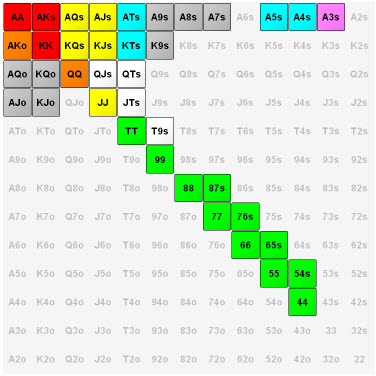 AA AKs AQs AJs ATs A9s A8s A7s A6s A5s A4s A3s A2s
AKo KK KQs KJs KTs K9s K8s K7s K6s K5s K4s K3s K2s
AQo KQo QQ QJs QTs Q9s Q8s Q7s Q6s Q5s Q4s Q3s Q2s
AJo KJo QJo JJ JTs J9s J8s J7s J6s J5s J4s J3s J2s
ATo KTo QTo JTo TT T9s T8s T7s T6s T5s T4s T3s T2s
A9o K9o Q9o J9o T9o 99 98s 97s 96s 95s 94s 93s 92s
A8o K8o Q8o J8o T8o 98o 88 87s 86s 85s 84s 83s 82s
A7o K7o Q7o J7o T7o 97o 87o 77 76s 75s 74s 73s 72s
A6o K6o Q6o J6o T6o 96o 86o 76o 66 65s 64s 63s 62s
A5o K5o Q5o J5o T5o 95o 85o 75o 65o 55 54s 53s 52s
A4o K4o Q4o J4o T4o 94o 84o 74o 64o 54o 44 43s 42s
A3o K3o Q3o J3o T3o 93o 83o 73o 63o 53o 43o 33 32s
A2o K2o Q2o J2o T2o 92o 82o 72o 62o 52o 42o 32o 22